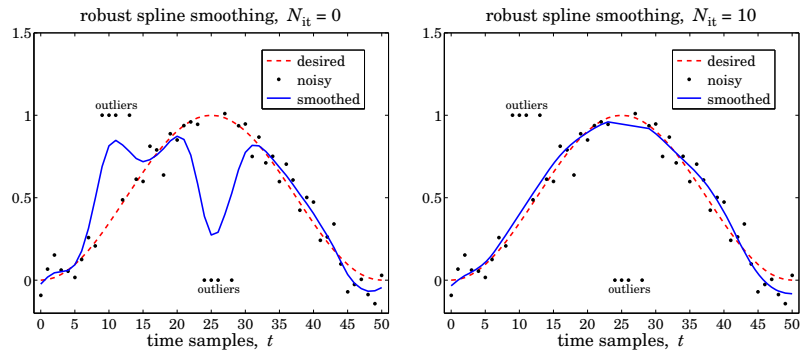 robust spline smoothing, N_it = 0
1.5
1
0.5
0
0 5 10 15 20 25 30 35 40 45 50
time samples, t
outliers
outliers
desired
noisy
smoothed
robust spline smoothing, N_it = 10
1.5
1
0.5
0
0 5 10 15 20 25 30 35 40 45 50
time samples, t
outliers
outliers
desired
noisy
smoothed